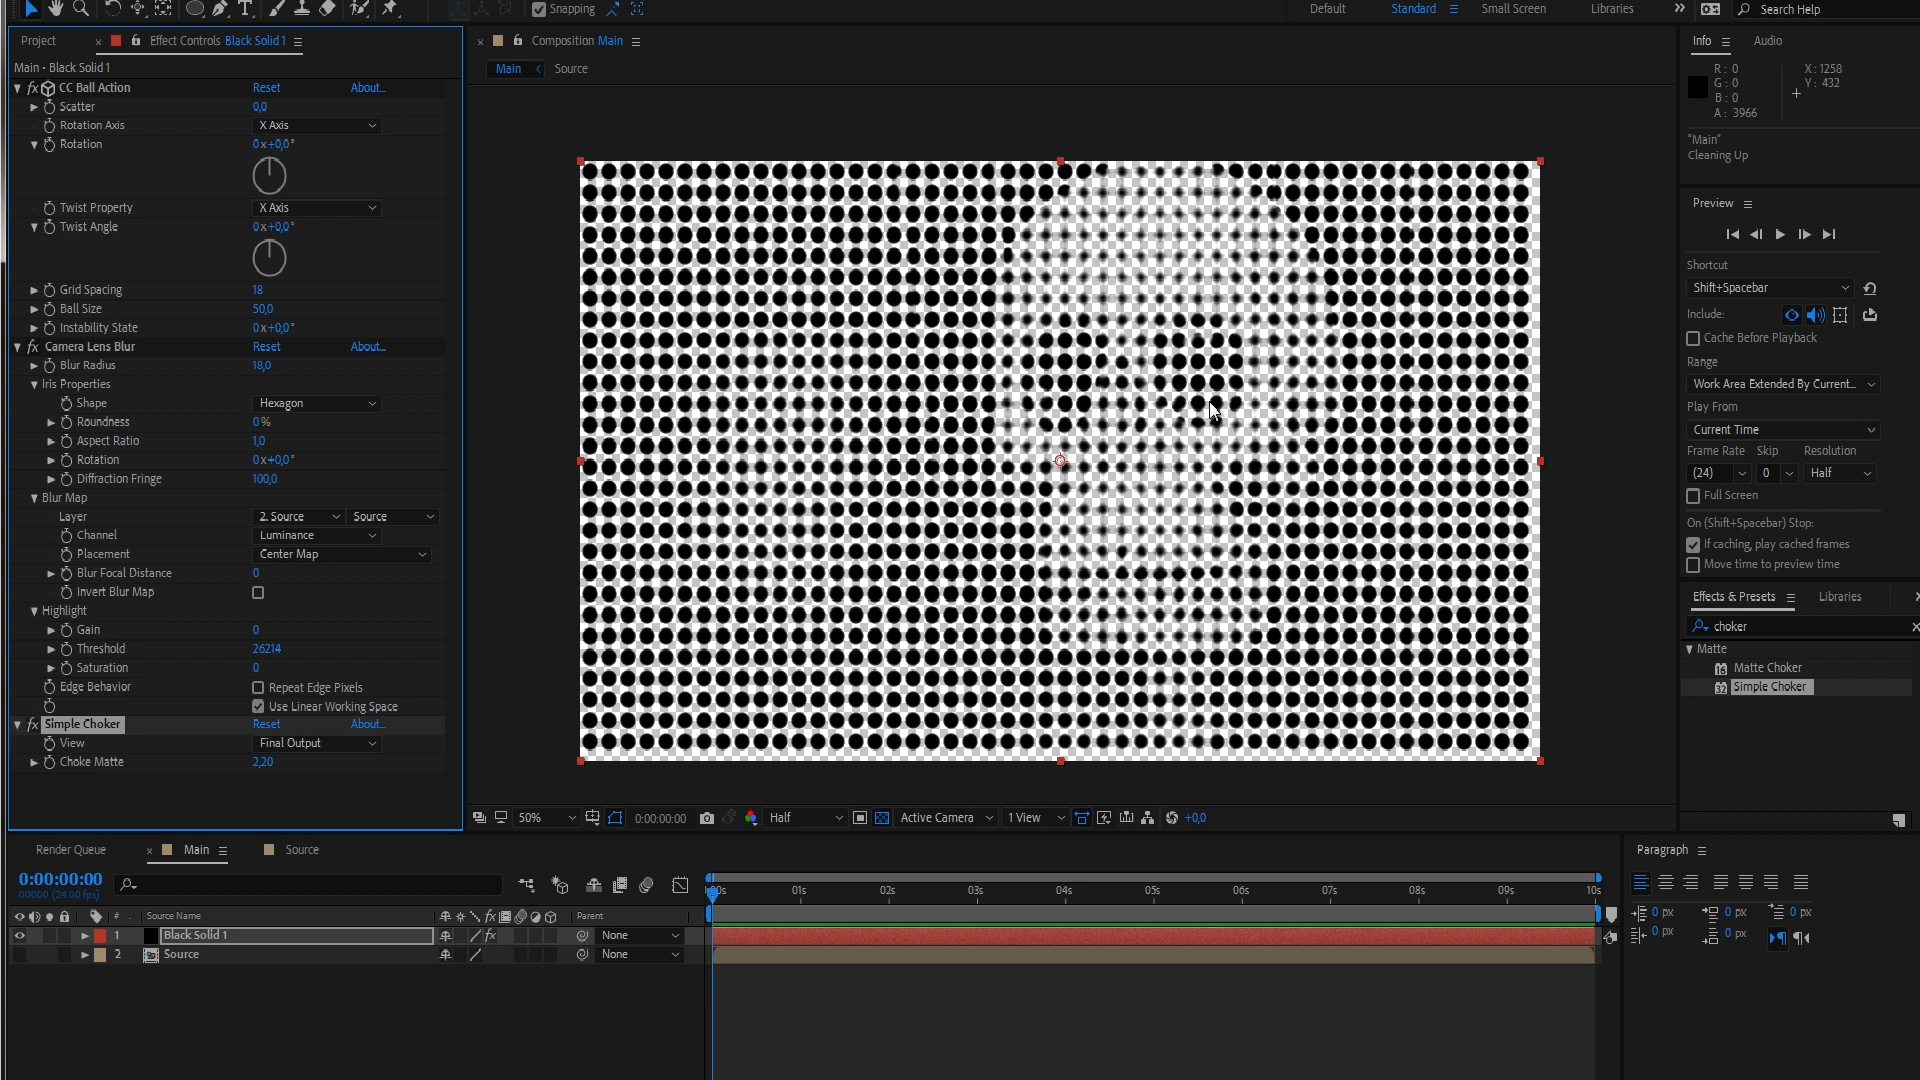 Snapping
Default
Standard
Small Screen
Libraries
Search Help
Project
Effect Controls Black Solid 1
Main • Black Solid 1
fx CC Ball Action Reset About...
Scatter 0,0
Rotation Axis X Axis
Rotation 0x+0,0°
Twist Property X Axis
Twist Angle 0x+0,0°
Grid Spacing 18
Ball Size 50,0
Instability State 0x+0,0°
fx Camera Lens Blur Reset About...
Blur Radius 18,0
Iris Properties
Shape Hexagon
Roundness 0%
Aspect Ratio 1,0
Rotation 0x+0,0°
Diffraction Fringe 100,0
Blur Map
Layer 2. Source Source
Channel Luminance
Placement Center Map
Blur Focal Distance 0
Invert Blur Map
Highlight
Gain 0
Threshold 26214
Saturation 0
Edge Behavior Repeat Edge Pixels
Use Linear Working Space
fx Simple Choker Reset About...
View Final Output
Choke Matte 2,20
Composition Main
Main Source
50% 0:00:00:00 Half Active Camera 1 View +0,0
Info Audio
R: 0 X: 1258
G: 0 Y: 432
B: 0
A: 3966
"Main"
Cleaning Up
Preview
Shortcut
Shift+Spacebar
Include:
Cache Before Playback
Range
Work Area Extended By Current...
Play From
Current Time
Frame Rate Skip Resolution
(24) 0 Half
Full Screen
On (Shift+Spacebar) Stop:
If caching, play cached frames
Move time to preview time
Effects & Presets Libraries
choker
Matte
16 Matte Choker
32 Simple Choker
Render Queue Main Source
0:00:00:00
00000 (24.00 fps)
01s 02s 03s 04s 05s 06s 07s 08s 09s 10s
# Source Name fx Parent
1 Black Solid 1 fx None
2 Source None
Paragraph
0 px 0 px 0 px
0 px 0 px